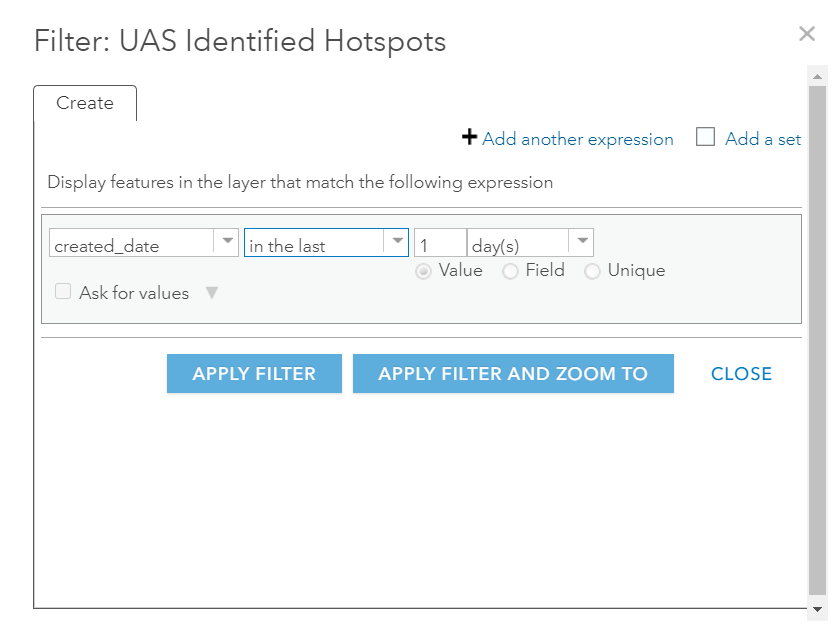 Filter: UAS Identified Hotspots
Create
Add another expression Add a set
Display features in the layer that match the following expression
created_date in the last 1 day(s)
Value Field Unique
Ask for values
APPLY FILTER APPLY FILTER AND ZOOM TO CLOSE